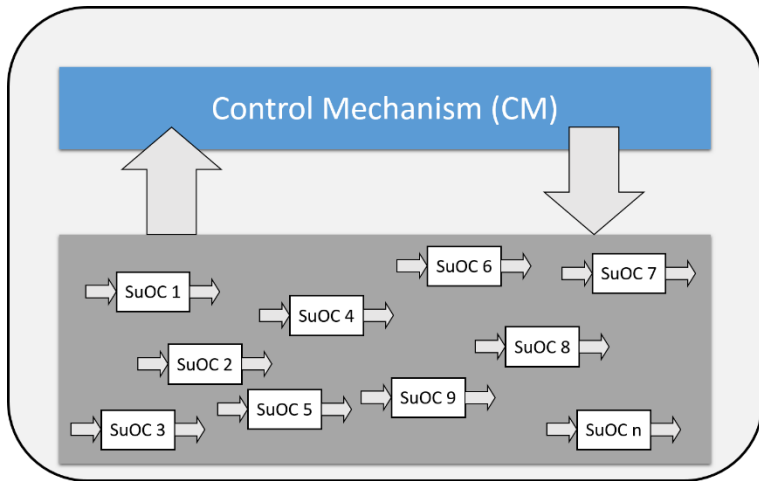 Control Mechanism (CM)
SuOC 1
SuOC 2
SuOC 3
SuOC 4
SuOC 5
SuOC 6
SuOC 7
SuOC 8
SuOC 9
SuOC n